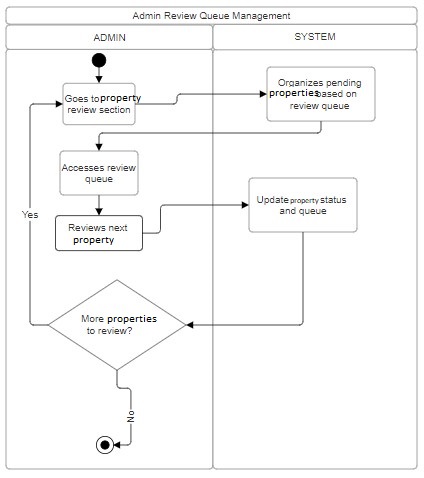 Admin Review Queue Management
ADMIN
SYSTEM
Goes to property
review section
Organizes pending
properties based on
review queue
Accesses review
queue
Reviews next
property
Update property status
and queue
Yes
More properties
to review?
No